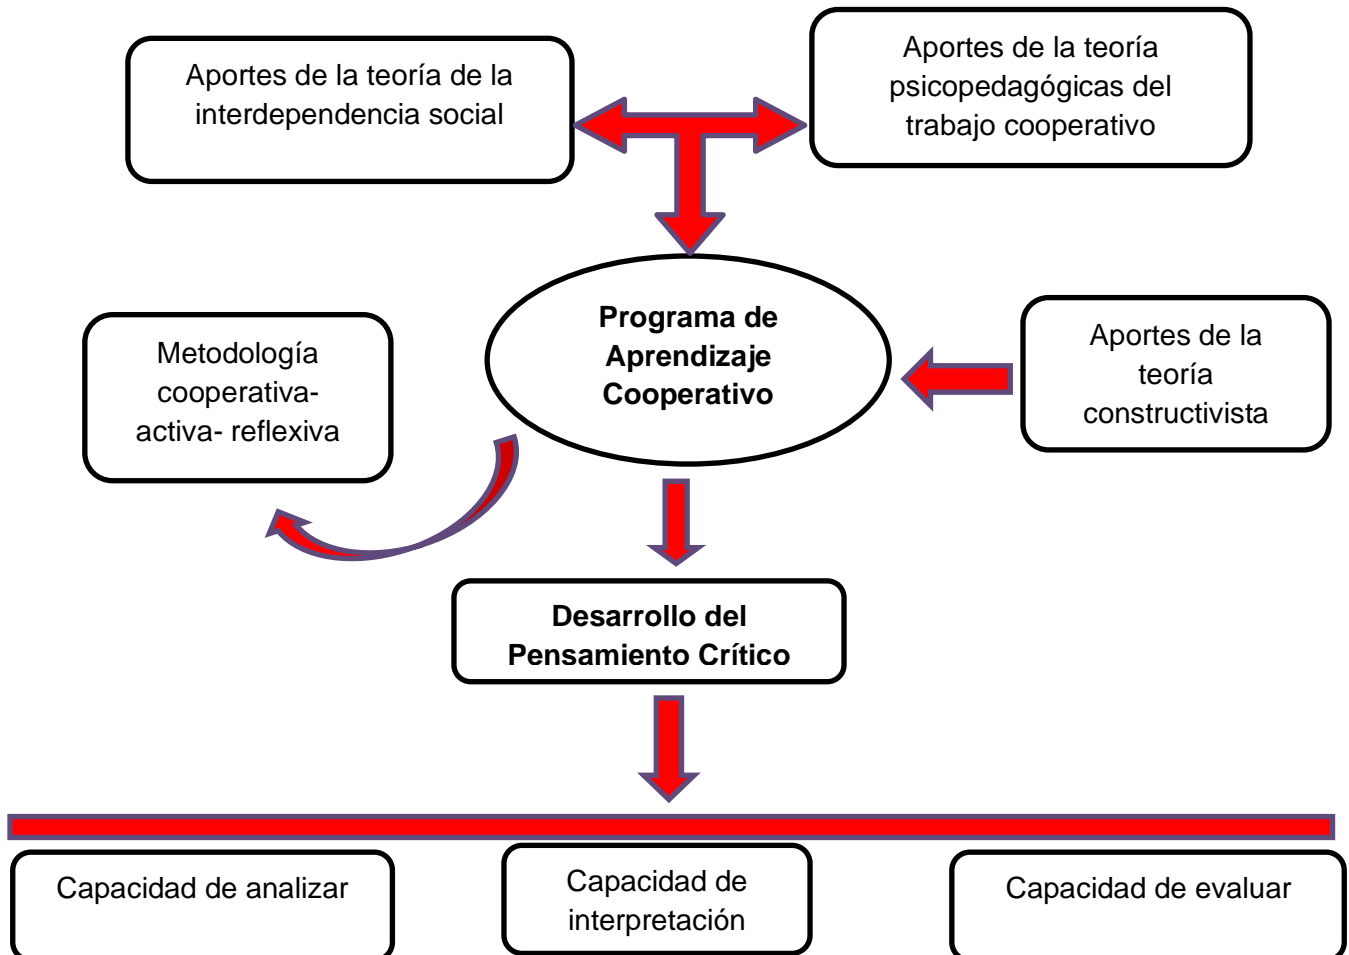 Aportes de la teoría de la
interdependencia social
Aportes de la teoría
psicopedagógicas del
trabajo cooperativo
Programa de
Aprendizaje
Cooperativo
Metodología
cooperativa-
activa- reflexiva
Aportes de la
teoría
constructivista
Desarrollo del
Pensamiento Crítico
Capacidad de analizar
Capacidad de
interpretación
Capacidad de evaluar